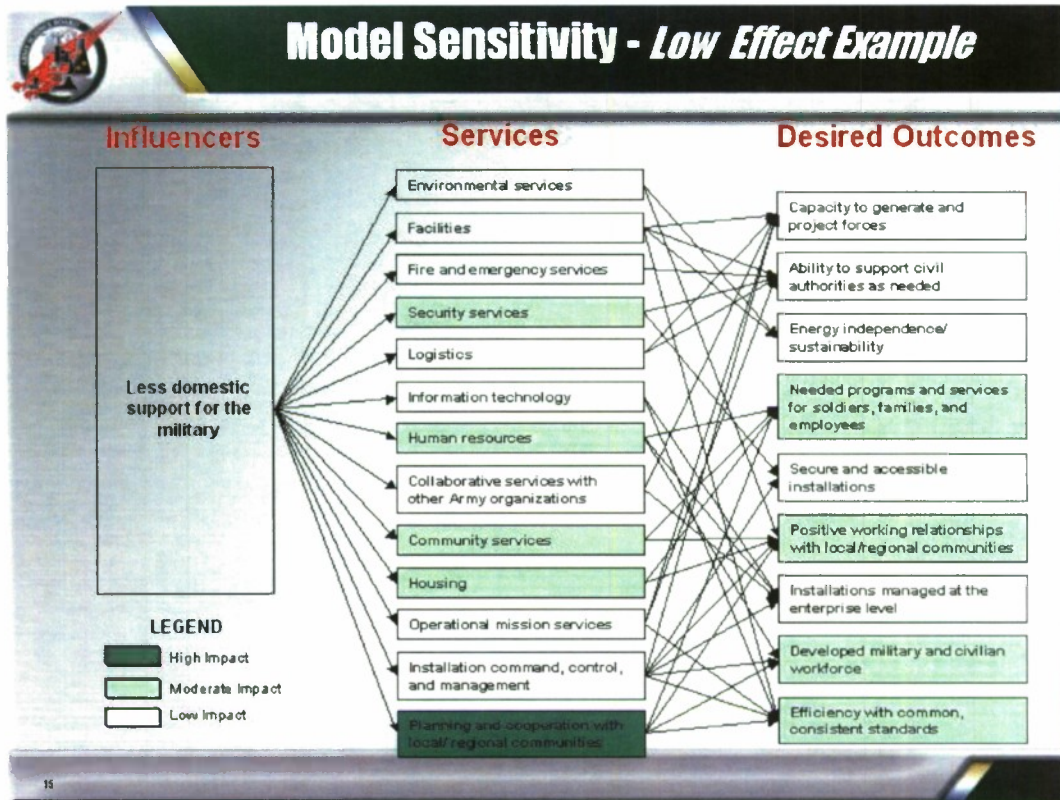 Model Sensitivity - Low Effect Example
Influencers
Services
Desired Outcomes
Less domestic
support for the
military
LEGEND
High Impact
Moderate Impact
Low Impact
Environmental services
Facilities
Fire and emergency services
Security services
Logistics
Information technology
Human resources
Collaborative services with
other Army organizations
Community services
Housing
Operational mission services
Installation command, control,
and management
Planning and cooperation with
local/regional communities
Capacity to generate and
project forces
Ability to support civil
authorities as needed
Energy independence/
sustainability
Needed programs and services
for soldiers, families, and
employees
Secure and accessible
installations
Positive working relationships
with local/regional communities
Installations managed at the
enterprise level
Developed military and civilian
workforce
Efficiency with common,
consistent standards
15